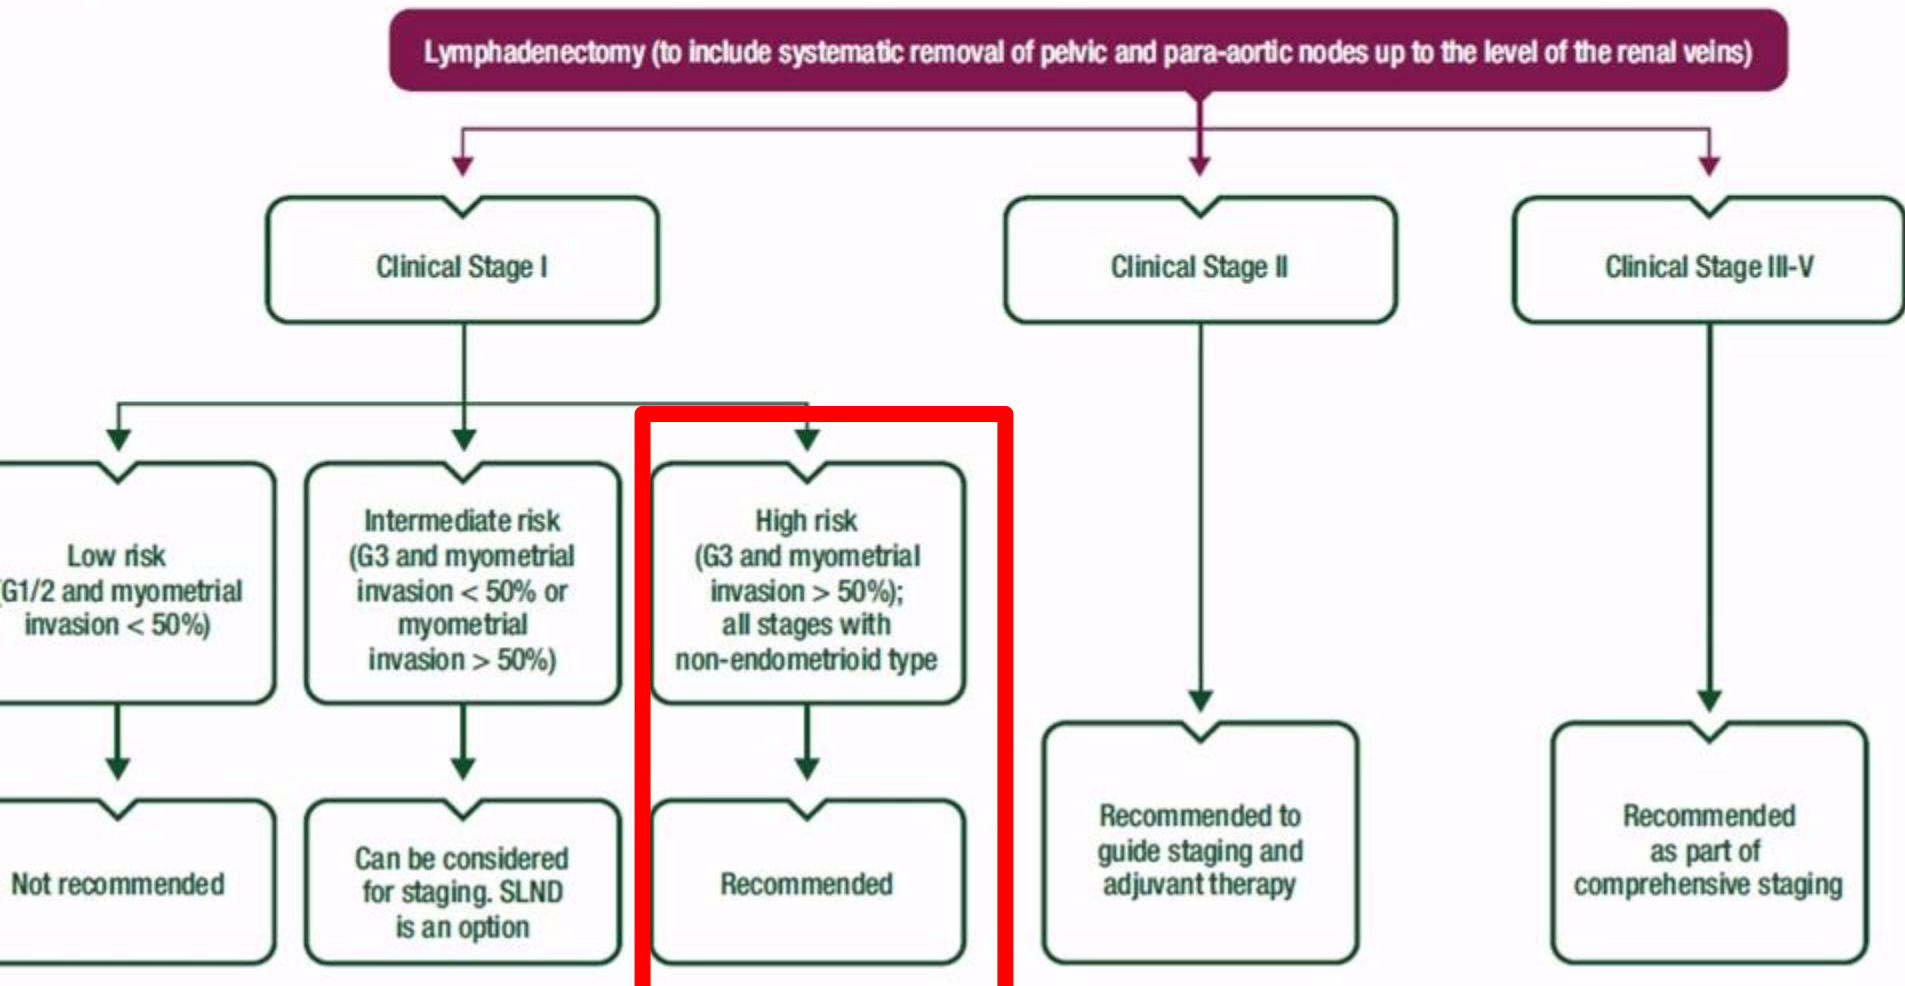 Lymphadenectomy (to include systematic removal of pelvic and para-aortic nodes up to the level of the renal veins)
Clinical Stage I
Clinical Stage II
Clinical Stage III-V
Low risk
(G1/2 and myometrial
invasion < 50%)
Intermediate risk
(G3 and myometrial
invasion < 50% or
myometrial
invasion > 50%)
High risk
(G3 and myometrial
invasion > 50%);
all stages with
non-endometrioid type
Not recommended
Can be considered
for staging. SLND
is an option
Recommended
Recommended to
guide staging and
adjuvant therapy
Recommended
as part of
comprehensive staging